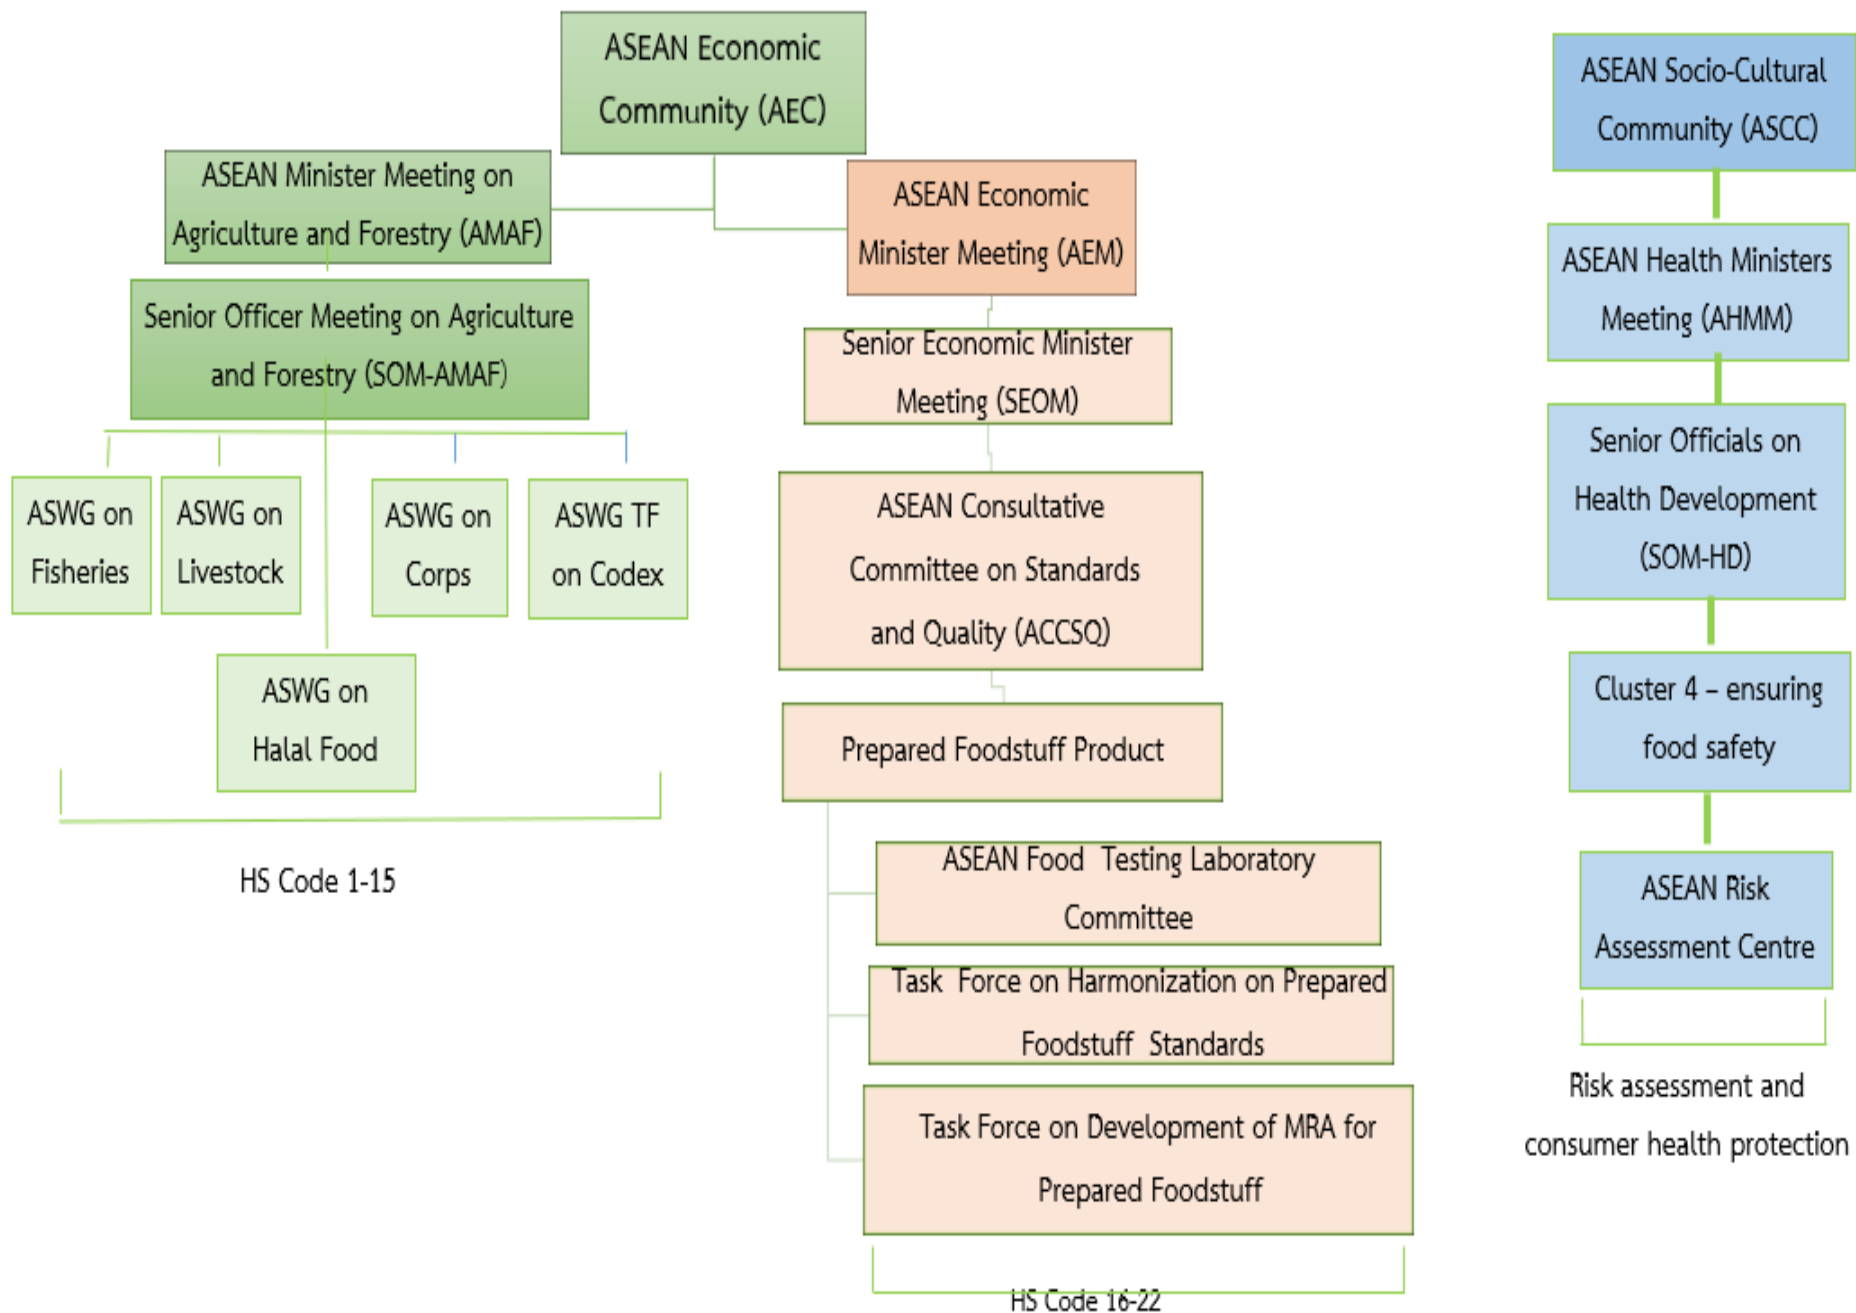 ASEAN Economic
Community (AEC)
ASEAN Minister Meeting on
Agriculture and Forestry (AMAF)
Senior Officer Meeting on Agriculture
and Forestry (SOM-AMAF)
ASWG on
Fisheries
ASWG on
Livestock
ASWG on
Corps
ASWG TF
on Codex
ASWG on
Halal Food
HS Code 1-15
ASEAN Economic
Minister Meeting (AEM)
Senior Economic Minister
Meeting (SEOM)
ASEAN Consultative
Committee on Standards
and Quality (ACCSQ)
Prepared Foodstuff Product
ASEAN Food Testing Laboratory
Committee
Task Force on Harmonization on Prepared
Foodstuff Standards
Task Force on Development of MRA for
Prepared Foodstuff
HS Code 16-22
ASEAN Socio-Cultural
Community (ASCC)
ASEAN Health Ministers
Meeting (AHMM)
Senior Officials on
Health Development
(SOM-HD)
Cluster 4 – ensuring
food safety
ASEAN Risk
Assessment Centre
Risk assessment and
consumer health protection